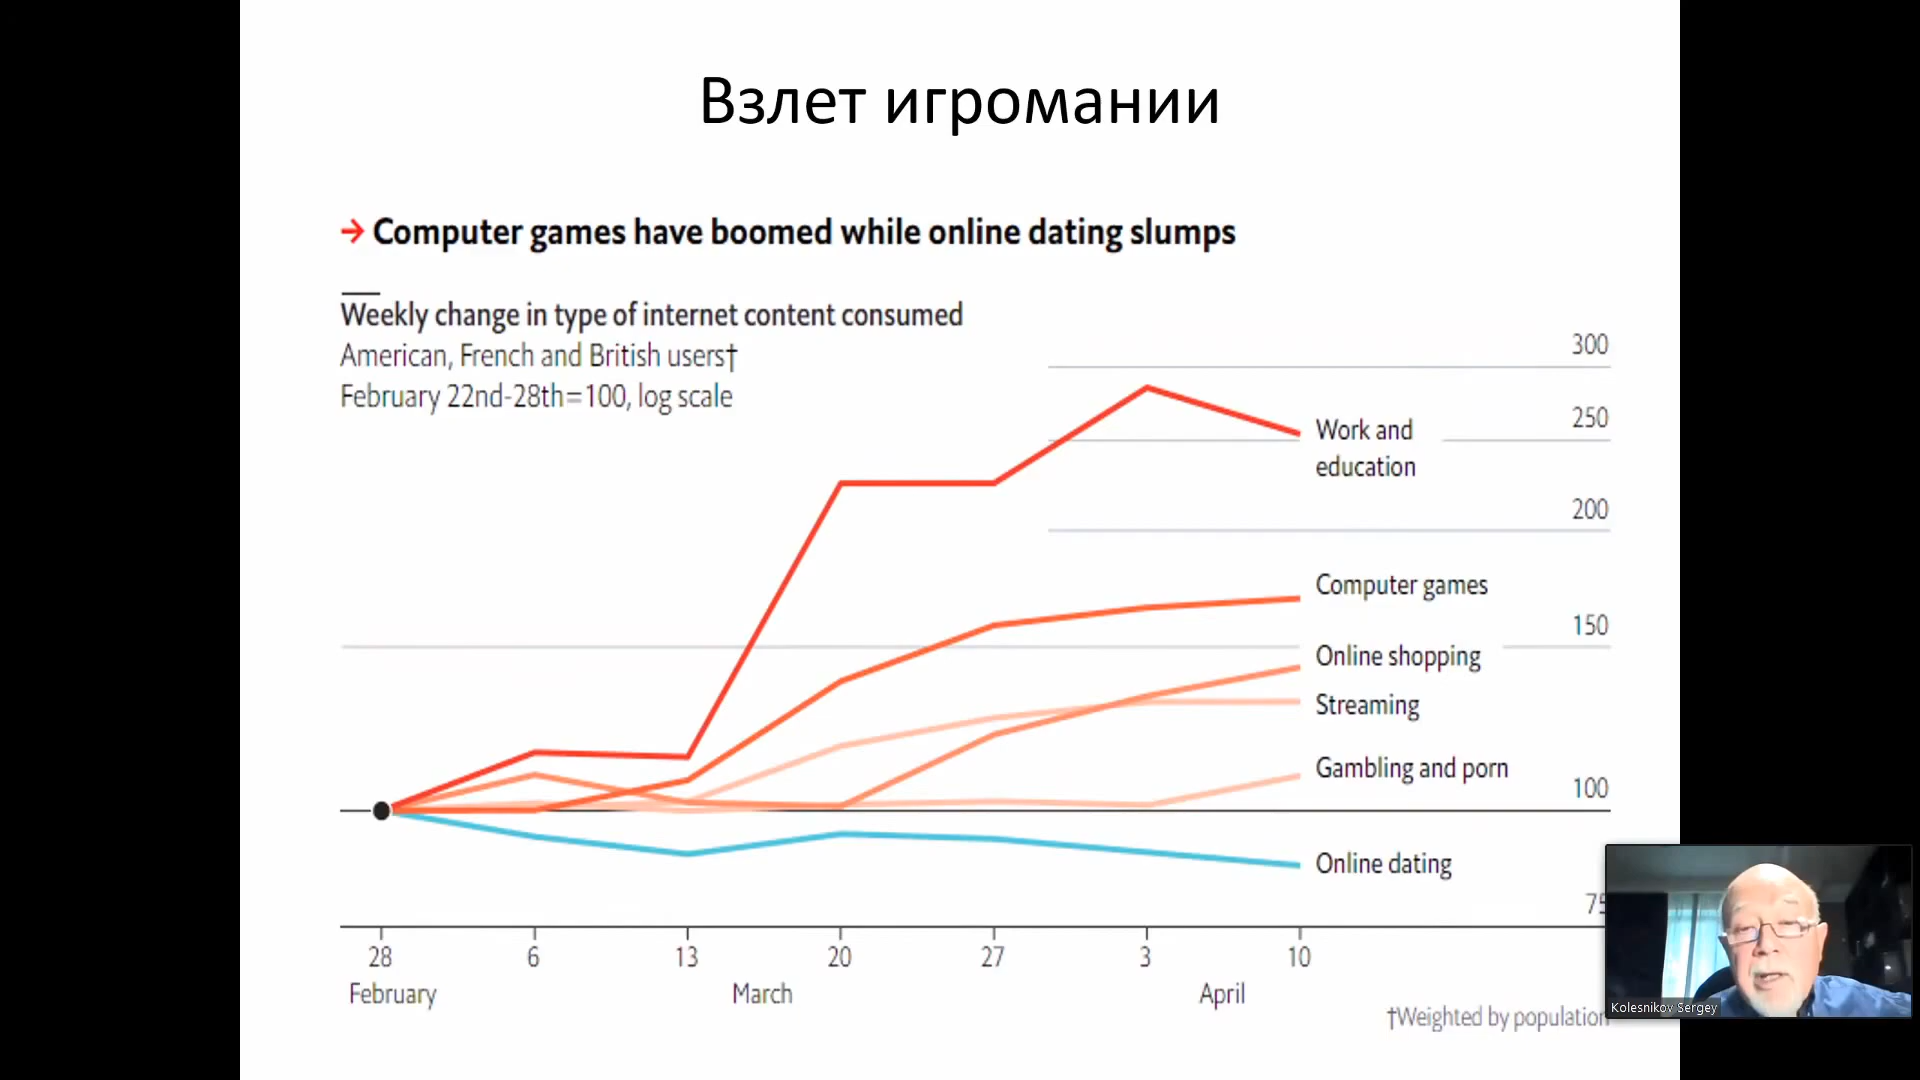 Взлет игромании
→ Computer games have boomed while online dating slumps
Weekly change in type of internet content consumed
American, French and British users†
February 22nd-28th=100, log scale
300
250
200
150
100
75
Work and
education
Computer games
Online shopping
Streaming
Gambling and porn
Online dating
28 6 13 20 27 3 10
February March April
†Weighted by population
Kolesnikov Sergey